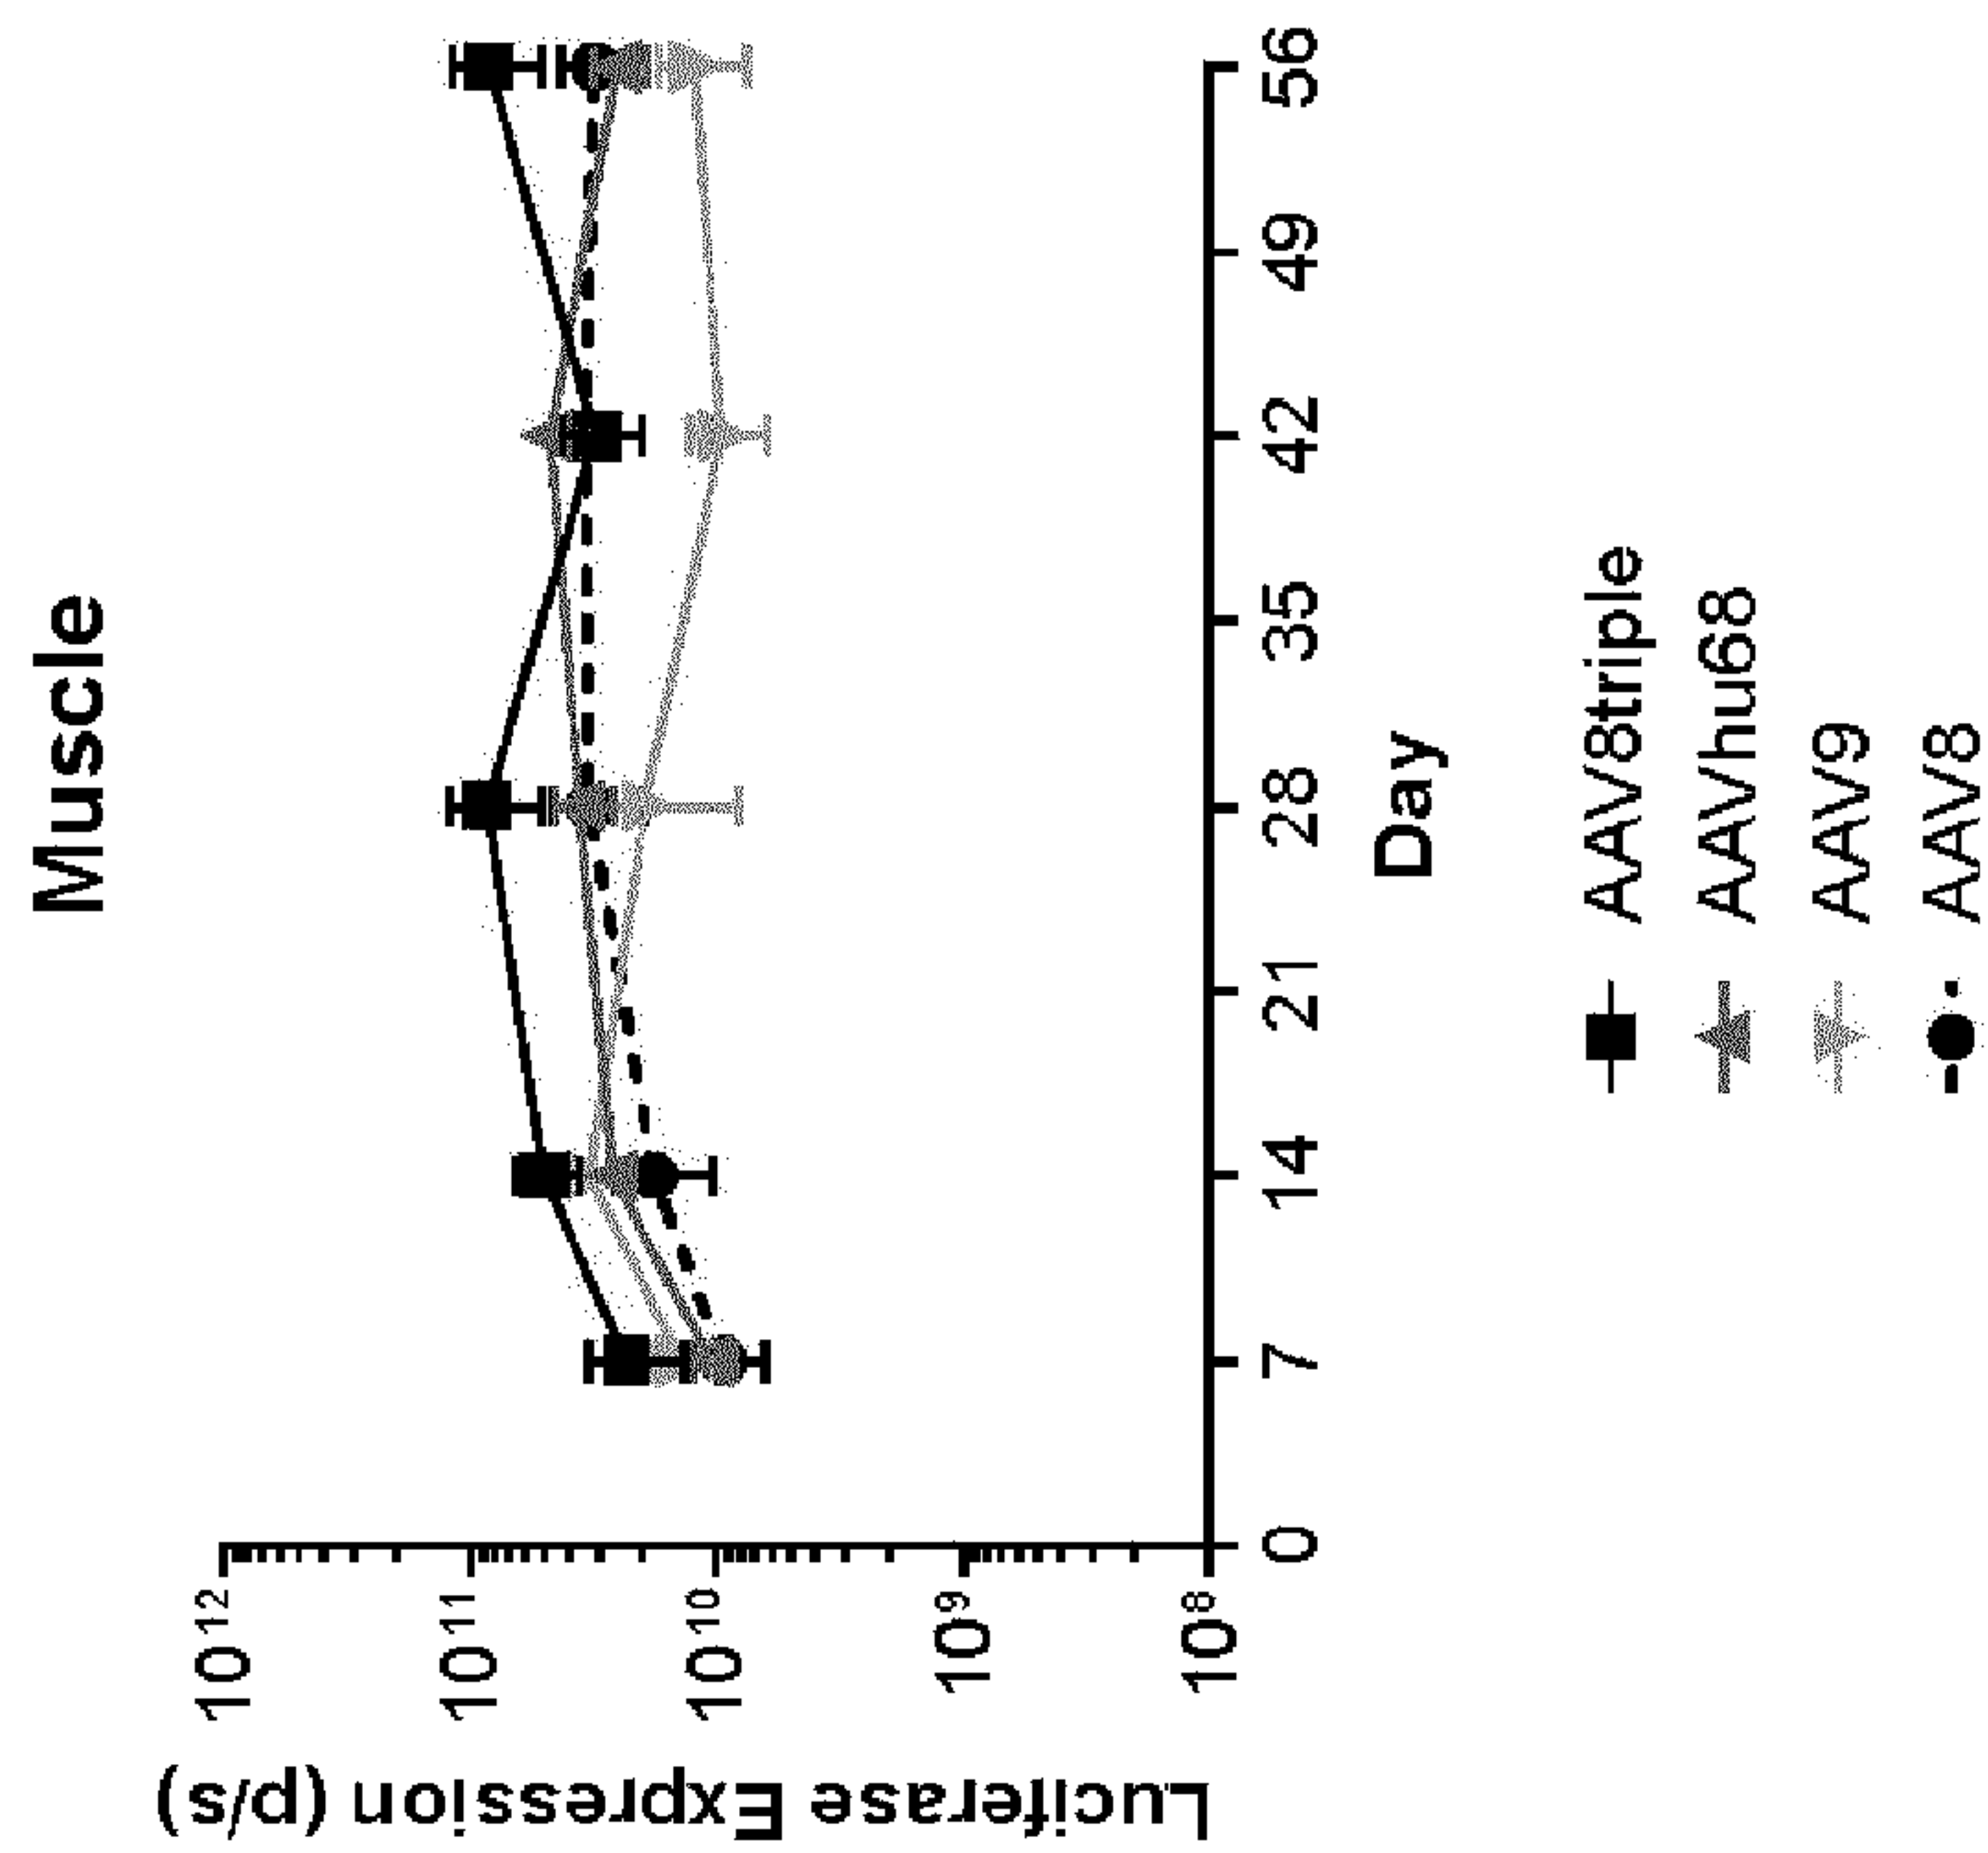 Muscle
Luciferase Expression (p/s)
10¹²
10¹¹
10¹⁰
10⁹
10⁸
0 7 14 21 28 35 42 49 56
Day
AAV8triple
AAVhu68
AAV9
AAV8